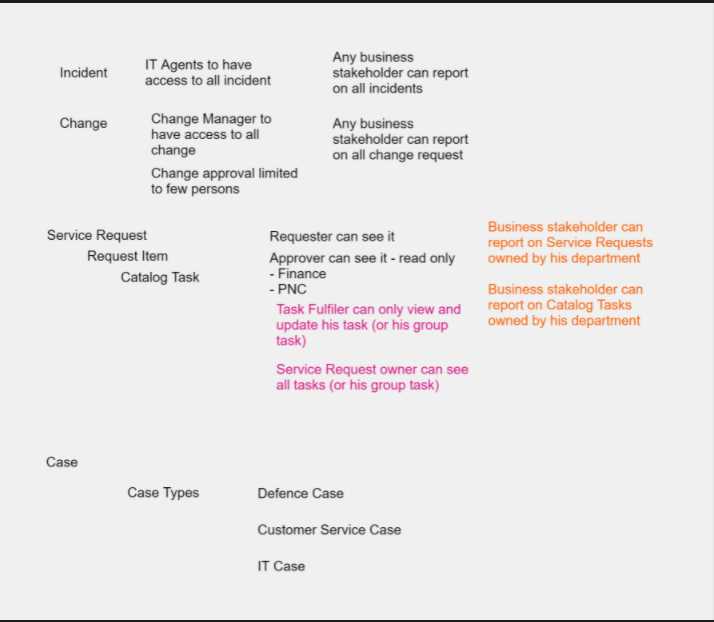 Incident
IT Agents to have
access to all incident
Any business
stakeholder can report
on all incidents
Change
Change Manager to
have access to all
change
Change approval limited
to few persons
Any business
stakeholder can report
on all change request
Service Request
Request Item
Catalog Task
Requester can see it
Approver can see it - read only
- Finance
- PNC
Task Fulfiler can only view and
update his task (or his group
task)
Service Request owner can see
all tasks (or his group task)
Business stakeholder can
report on Service Requests
owned by his department
Business stakeholder can
report on Catalog Tasks
owned by his department
Case
Case Types
Defence Case
Customer Service Case
IT Case